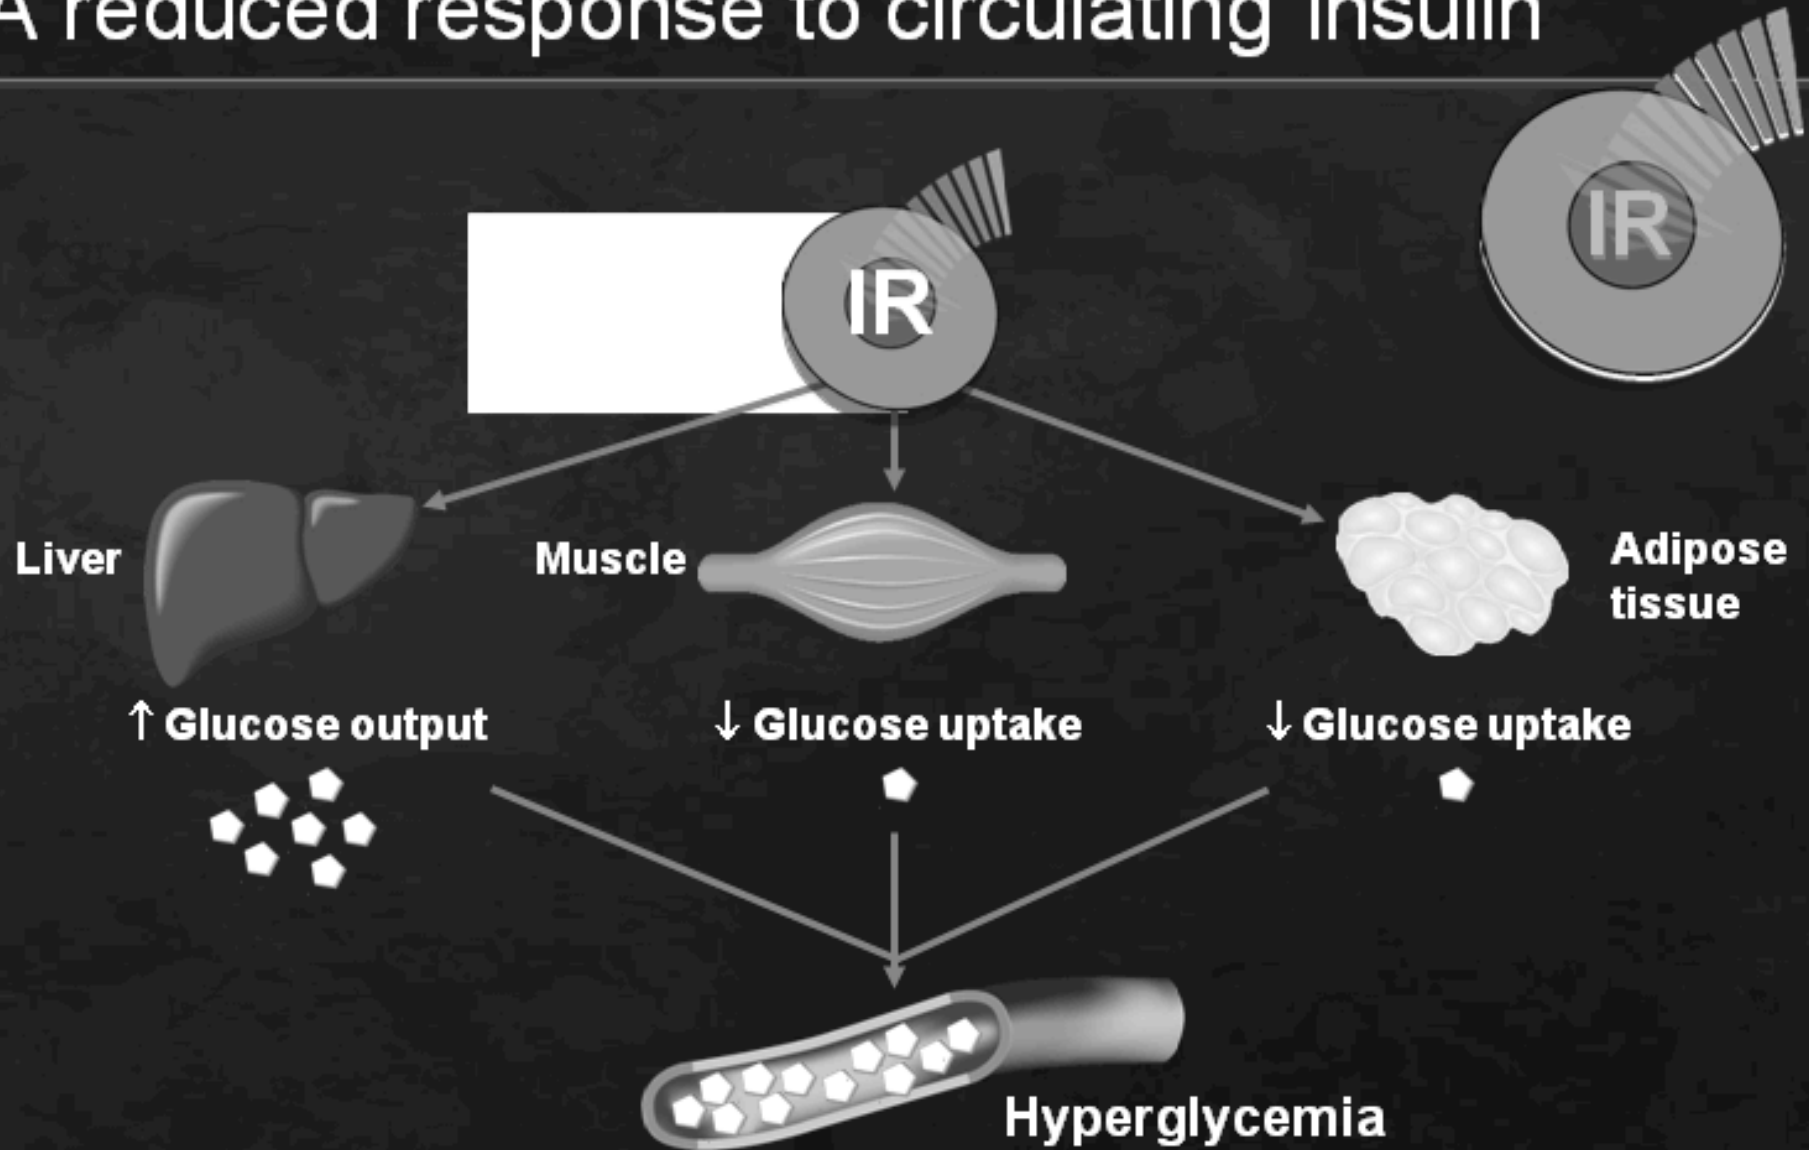 A reduced response to circulating insulin
IR
IR
Liver
Muscle
Adipose
tissue
↑ Glucose output
↓ Glucose uptake
↓ Glucose uptake
Hyperglycemia